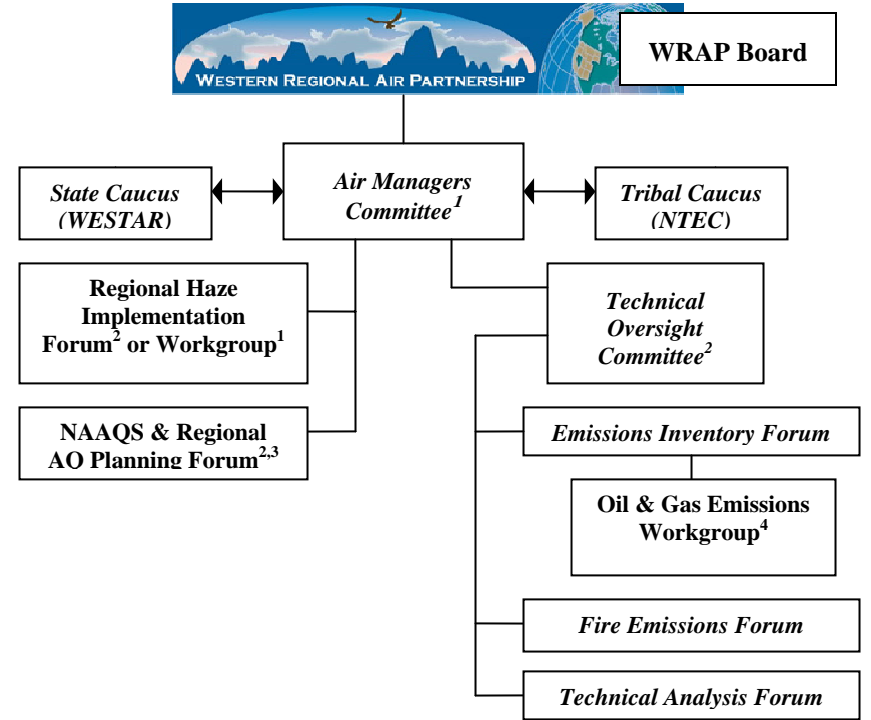 WESTERN REGIONAL AIR PARTNERSHIP
WRAP Board
State Caucus
(WESTAR)
Air Managers
Committee1
Tribal Caucus
(NTEC)
Regional Haze
Implementation
Forum2 or Workgroup1
Technical
Oversight
Committee2
NAAQS & Regional
AQ Planning Forum2,3
Emissions Inventory Forum
Oil & Gas Emissions
Workgroup4
Fire Emissions Forum
Technical Analysis Forum